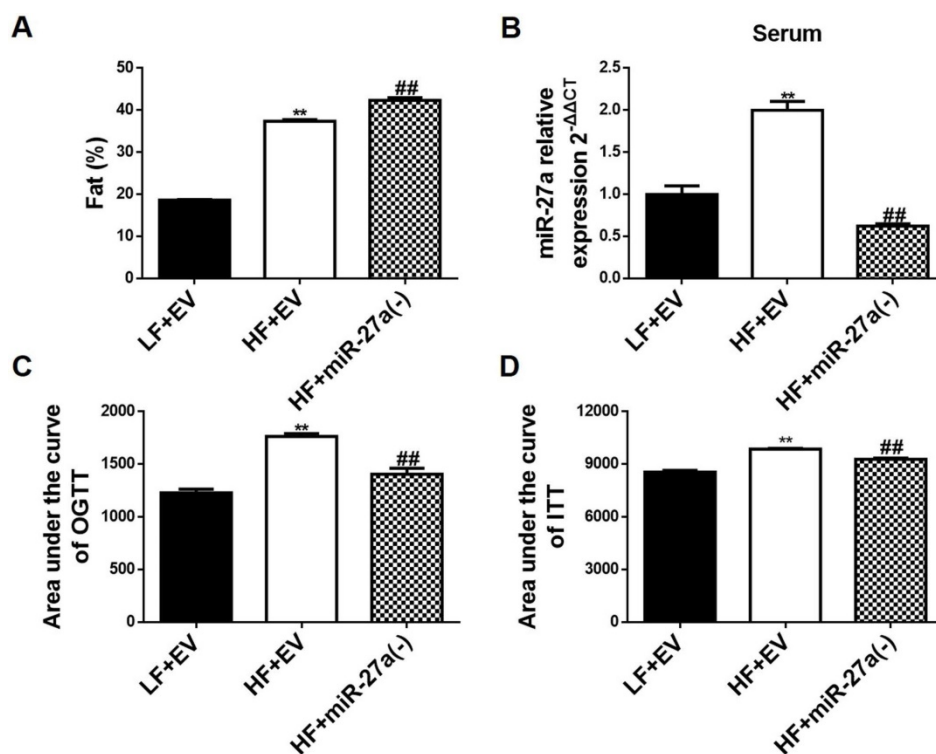 A
Fat (%)
50
40
30
20
10
0
**
##
LF+EV
HF+EV
HF+miR-27a(-)
B
Serum
miR-27a relative
expression 2^-ΔΔCT
2.5
2.0
1.5
1.0
0.5
0.0
**
##
LF+EV
HF+EV
HF+miR-27a(-)
C
Area under the curve
of OGTT
2000
1500
1000
500
0
**
##
LF+EV
HF+EV
HF+miR-27a(-)
D
Area under the curve
of ITT
12000
9000
6000
3000
0
**
##
LF+EV
HF+EV
HF+miR-27a(-)